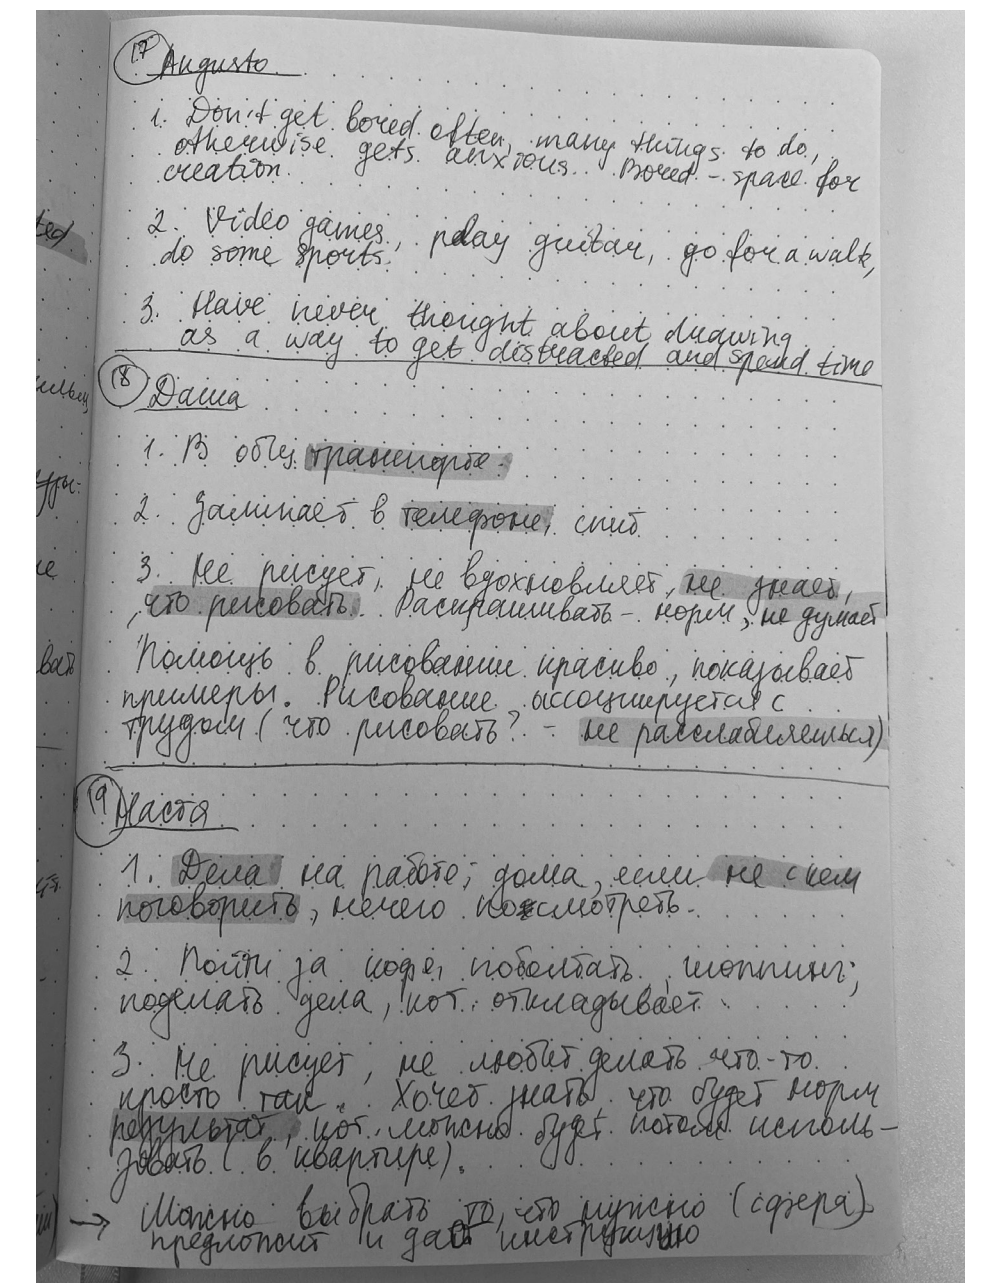 17 Augusto
1. Don't get bored often, many things to do,
otherwise gets anxious. Bored - space for
creation.
2. Video games, play guitar, go for a walk,
do some sports.
3. Have never thought about drawing
as a way to get distracted and spend time
18 Даша
1. В общ транспорте.
2. Залипает в телефоне, спит
3. Не рисует, не вдохновляет, не знает,
что рисовать. Раскрашивать - норм, не думает
Помощь в рисовании красиво, показывает
примеры. Рисование ассоциируется с
трудом (что рисовать? - не расслабляешься)
19 Настя
1. Дела на работе; дома, если не с кем
поговорить, нечего посмотреть.
2. Пойти за кофе, поболтать, шоппинг;
поделать дела, кот. откладывает
3. Не рисует, не любит делать что-то
просто так. Хочет знать что будет норм
результат, кот. можно будет потом исполь-
зовать (в квартире).
→ Можно выбрать то, что нужно (сфера)
предложит и даст инструкцию
ted
вать